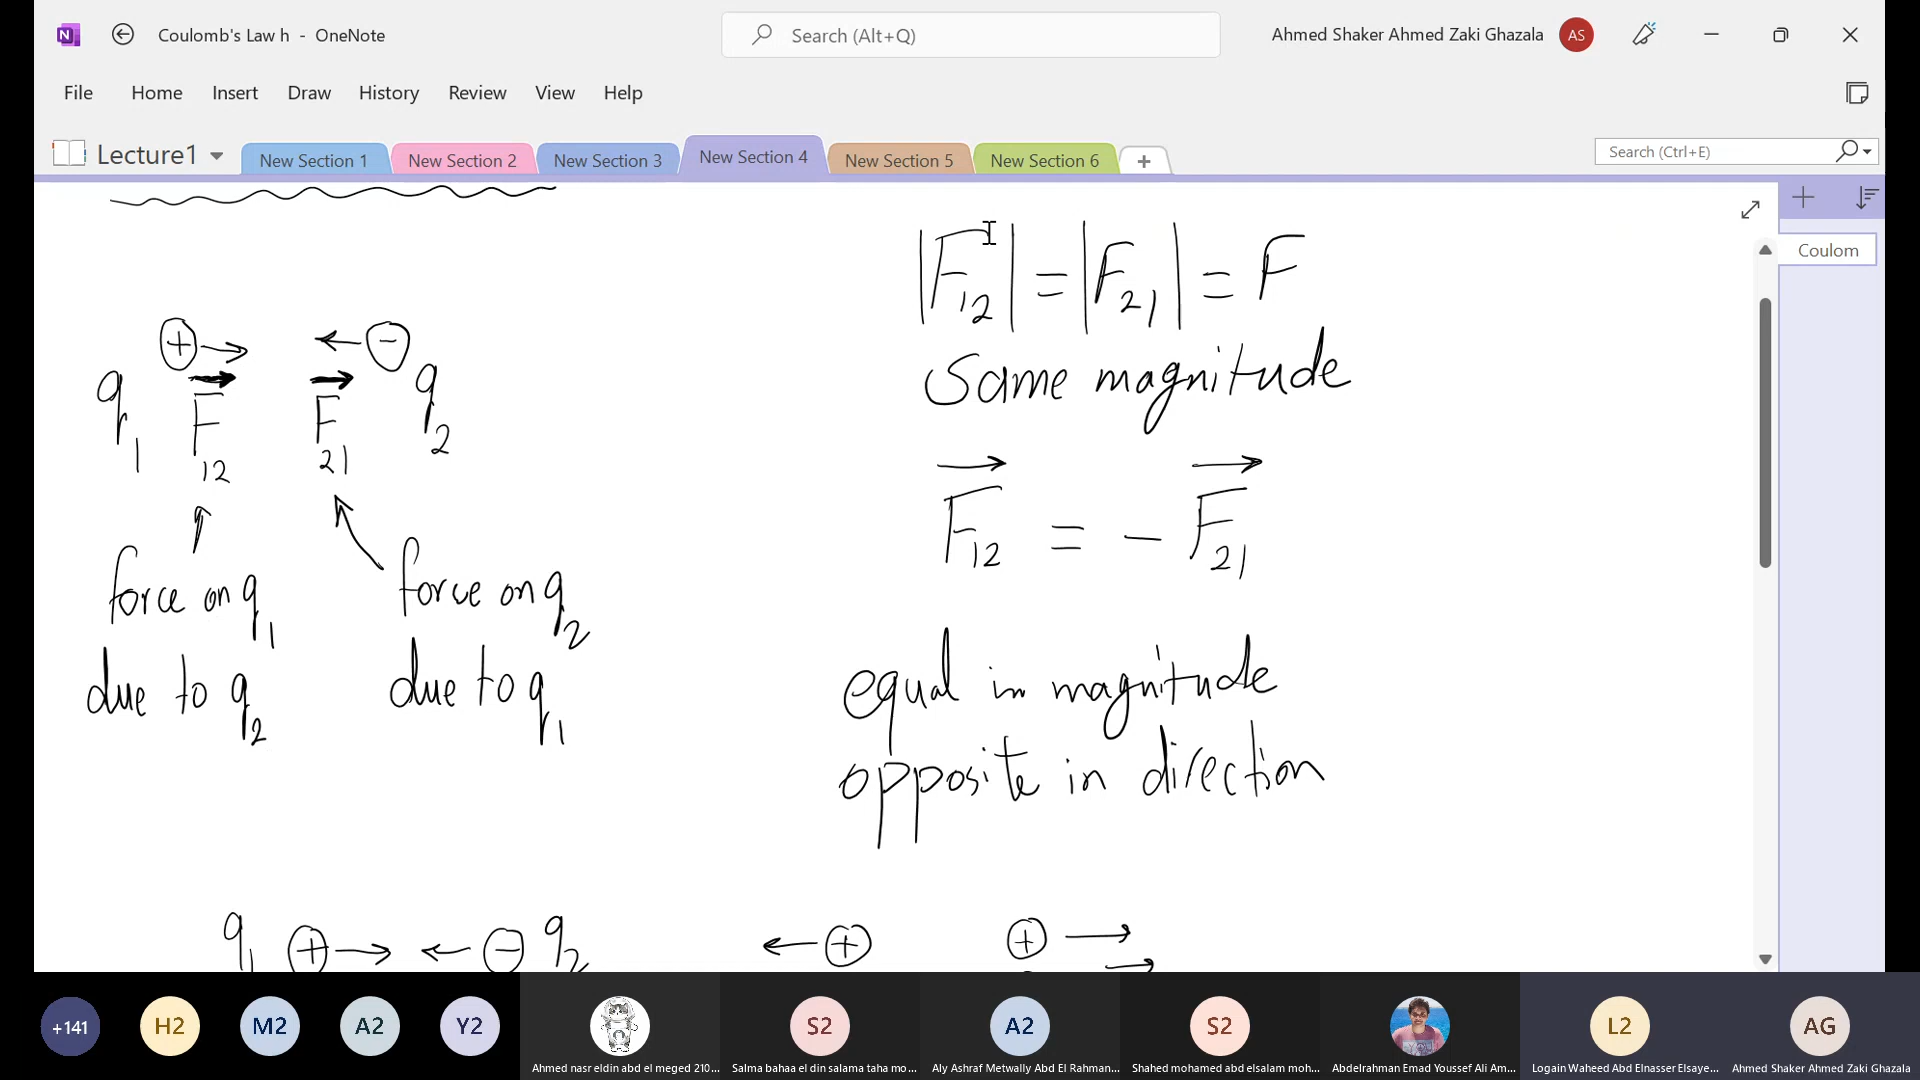 Coulomb's Law h - OneNote
Search (Alt+Q)
Ahmed Shaker Ahmed Zaki Ghazala
AS
File Home Insert Draw History Review View Help
Lecture1
New Section 1
New Section 2
New Section 3
New Section 4
New Section 5
New Section 6
+
Search (Ctrl+E)
Coulom
+ −
q1 F12 F21 q2
force on q1
due to q2
force on q2
due to q1
|F12| = |F21| = F
same magnitude
F12 = − F21
equal in magnitude
opposite in direction
q1 + − q2 + +
+141
H2
M2
A2
Y2
Ahmed nasr eldin abd el meged 210...
S2
Salma bahaa el din salama taha mo...
A2
Aly Ashraf Metwally Abd El Rahman...
S2
Shahed mohamed abd elsalam moh...
Abdelrahman Emad Youssef Ali Am...
L2
Logain Waheed Abd Elnasser Elsaye...
AG
Ahmed Shaker Ahmed Zaki Ghazala